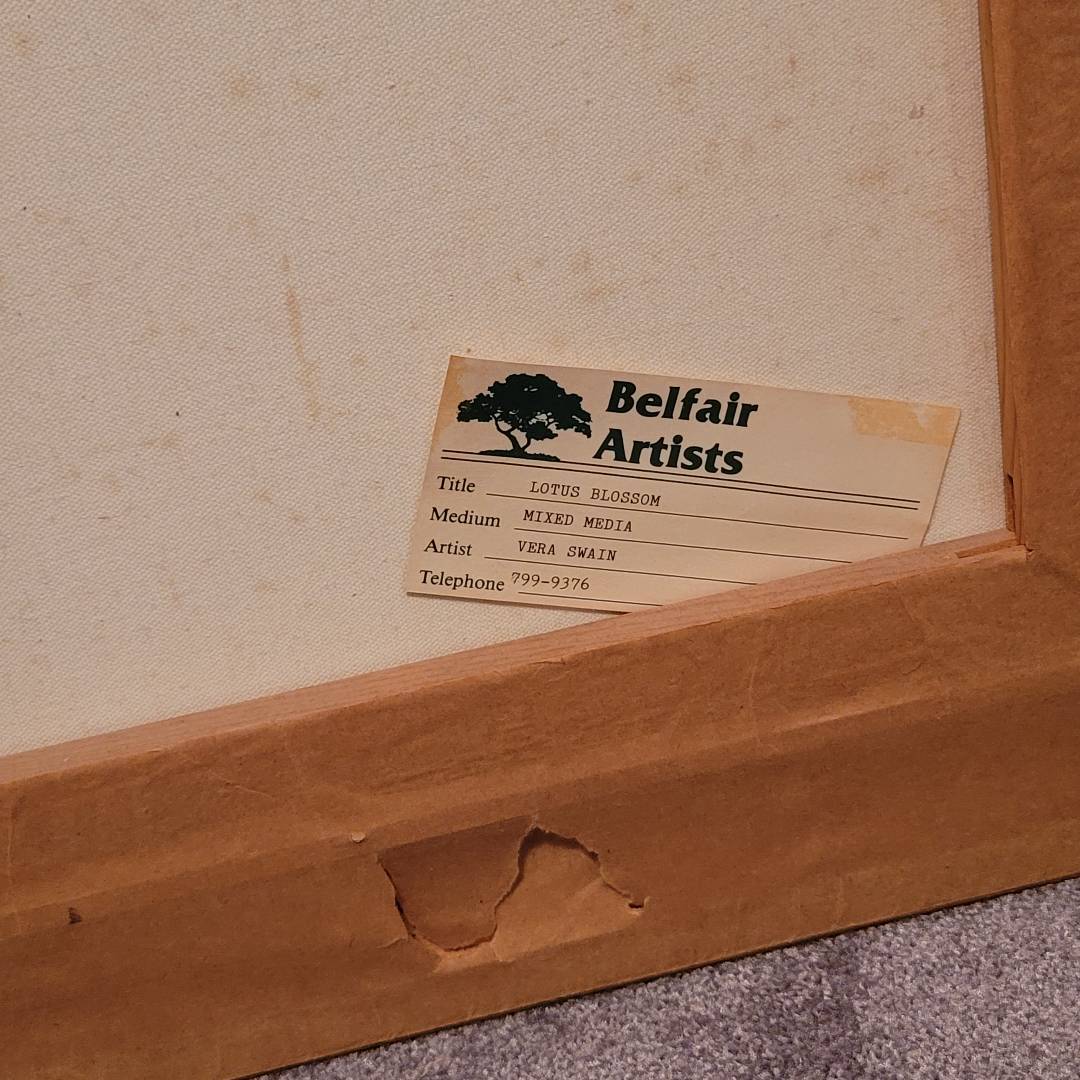 Belfair
Artists
Title LOTUS BLOSSOM
Medium MIXED MEDIA
Artist VERA SWAIN
Telephone 799-9376